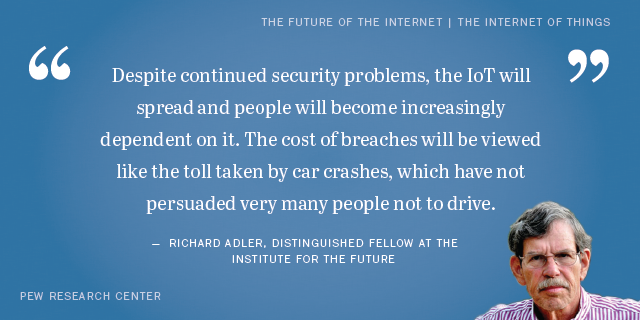 THE FUTURE OF THE INTERNET | THE INTERNET OF THINGS
“ Despite continued security problems, the IoT will ”
spread and people will become increasingly
dependent on it. The cost of breaches will be viewed
like the toll taken by car crashes, which have not
persuaded very many people not to drive.
— RICHARD ADLER, DISTINGUISHED FELLOW AT THE
INSTITUTE FOR THE FUTURE
PEW RESEARCH CENTER